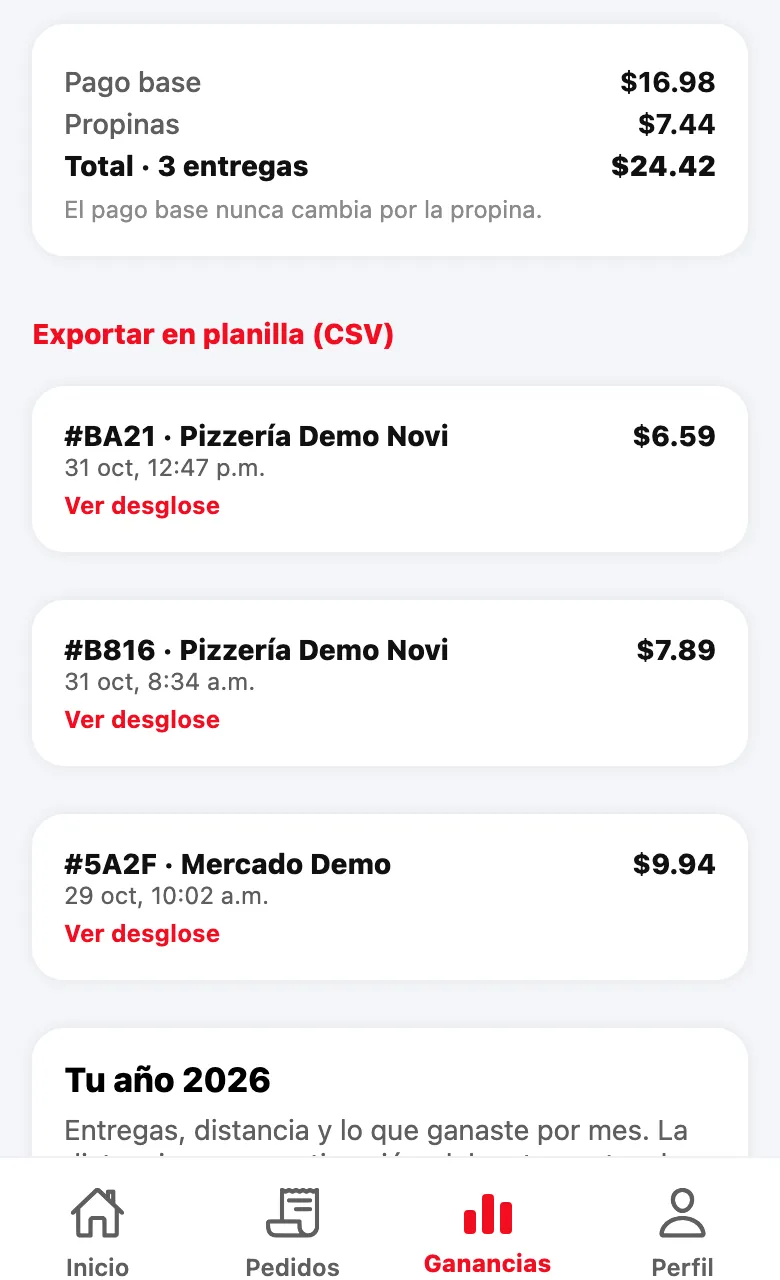 Pago base $16.98
Propinas $7.44
Total · 3 entregas $24.42
El pago base nunca cambia por la propina.
Exportar en planilla (CSV)
#BA21 · Pizzería Demo Novi $6.59
31 oct, 12:47 p.m.
Ver desglose
#B816 · Pizzería Demo Novi $7.89
31 oct, 8:34 a.m.
Ver desglose
#5A2F · Mercado Demo $9.94
29 oct, 10:02 a.m.
Ver desglose
Tu año 2026
Entregas, distancia y lo que ganaste por mes. La
Inicio Pedidos Ganancias Perfil